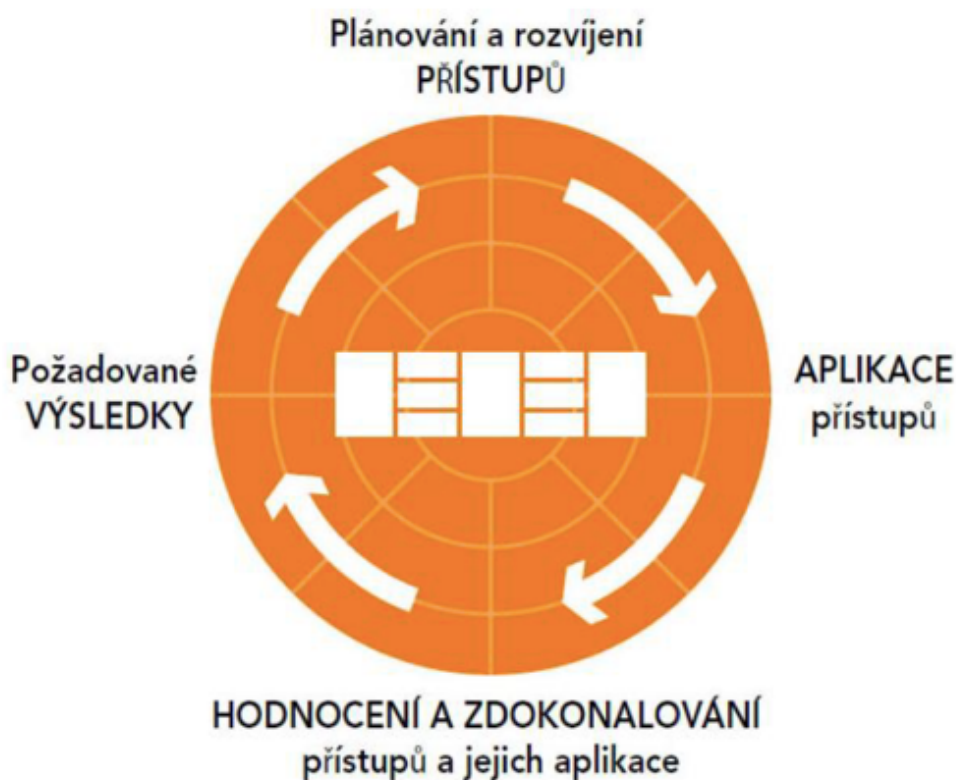 Plánování a rozvíjení
PŘÍSTUPŮ
Požadované
VÝSLEDKY
APLIKACE
přístupů
HODNOCENÍ A ZDOKONALOVÁNÍ
přístupů a jejich aplikace